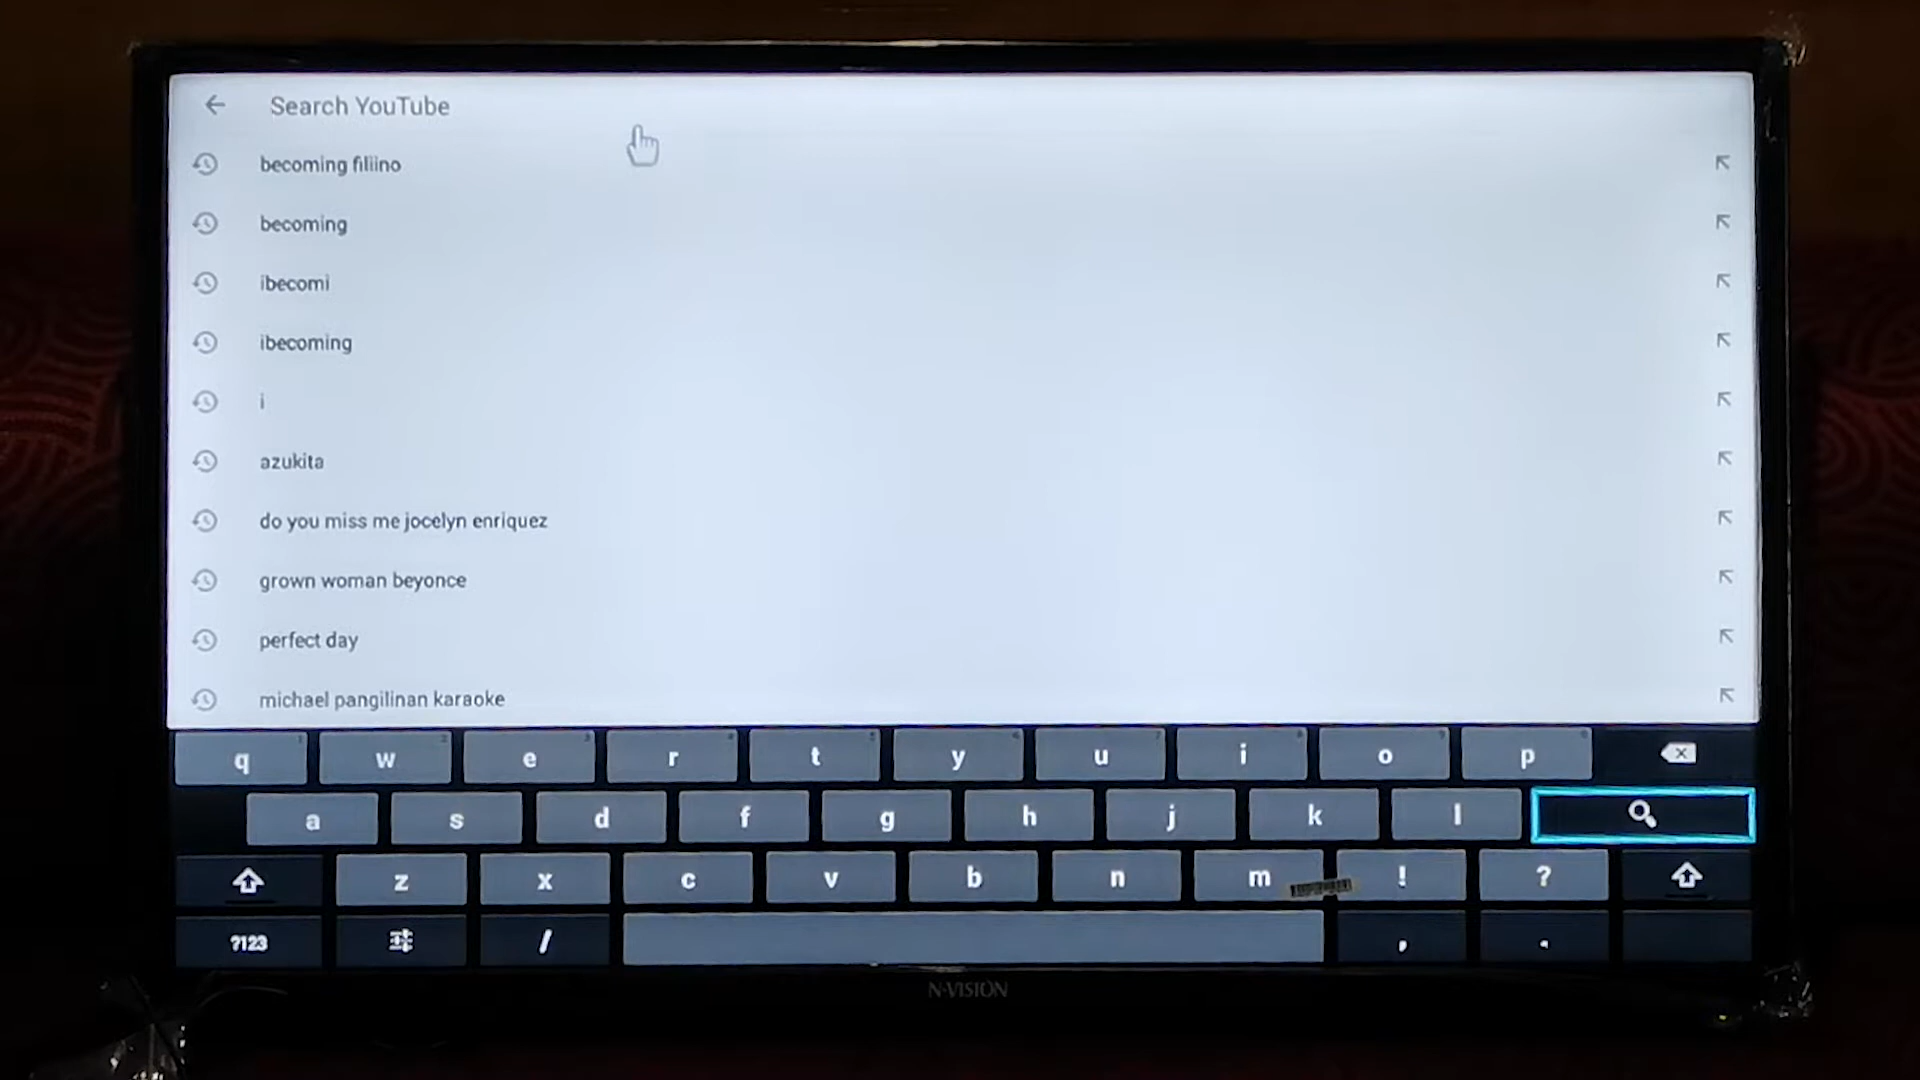 Search YouTube
becoming filiino
becoming
ibecomi
ibecoming
i
azukita
do you miss me jocelyn enriquez
grown woman beyonce
perfect day
michael pangilinan karaoke
q w e r t y u i o p
a s d f g h j k l
z x c v b n m ! ?
?123 / , .
N-VISION